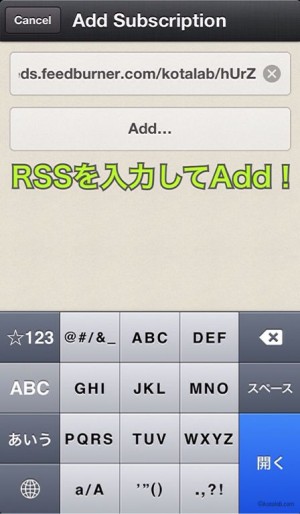 Cancel
Add Subscription
ds.feedburner.com/kotalab/hUrZ
Add...
RSSを入力してAdd！
☆123
@#/&_
ABC
DEF
ABC
GHI
JKL
MNO
スペース
あいう
PQRS
TUV
WXYZ
開く
a/A
'"()
.,?!